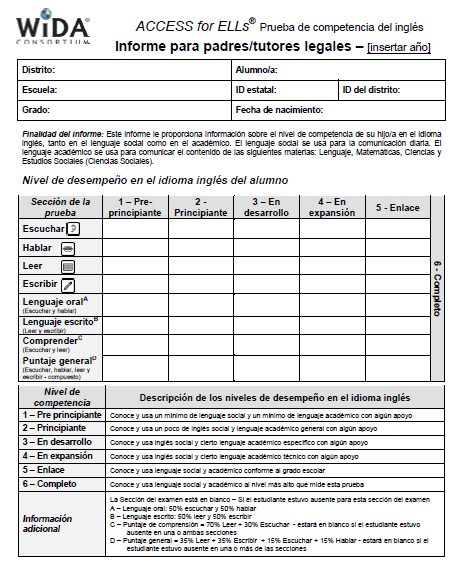 WIDA
CONSORTIUM
ACCESS for ELLs® Prueba de competencia del inglés
Informe para padres/tutores legales – [insertar año]
Distrito: Alumno/a:
Escuela: ID estatal: ID del distrito:
Grado: Fecha de nacimiento:
Finalidad del informe: Este informe le proporciona información sobre el nivel de competencia de su hijo/a en el idioma
inglés, tanto en el lenguaje social como en el académico. El lenguaje social se usa para la comunicación diaria. El
lenguaje académico se usa para comunicar el contenido de las siguientes materias: Lenguaje, Matemáticas, Ciencias y
Estudios Sociales (Ciencias Sociales).
Nivel de desempeño en el idioma inglés del alumno
Sección de la prueba 1 – Pre-principiante 2 - Principiante 3 – En desarrollo 4 – En expansión 5 - Enlace
6 - Completo
Escuchar
Hablar
Leer
Escribir
Lenguaje oralA
(Escuchar y hablar)
Lenguaje escritoB
(Leer y escribir)
ComprenderC
(Escuchar y leer)
Puntaje generalD
(Escuchar, hablar, leer y
escribir - compuesto)
Nivel de competencia Descripción de los niveles de desempeño en el idioma inglés
1 – Pre principiante Conoce y usa un mínimo de lenguaje social y un mínimo de lenguaje académico con algún apoyo
2 – Principiante Conoce y usa un poco de inglés social y lenguaje académico general con algún apoyo
3 – En desarrollo Conoce y usa inglés social y cierto lenguaje académico específico con algún apoyo
4 – En expansión Conoce y usa inglés social y cierto lenguaje académico técnico con algún apoyo
5 – Enlace Conoce y usa lenguaje social y académico conforme al grado escolar
6 – Completo Conoce y usa lenguaje social y académico al nivel más alto que mide esta prueba
Información adicional
La Sección del examen está en blanco – Si el estudiante estuvo ausente para esta sección del examen
A – Lenguaje oral: 50% escuchar y 50% hablar
B – Lenguaje escrito: 50% leer y 50% escribir
C – Puntaje de comprensión = 70% Leer + 30% Escuchar - estará en blanco si el estudiante estuvo
ausente en una o ambas secciones
D – Puntaje general = 35% Leer + 35% Escribir + 15% Escuchar + 15% Hablar - estará en blanco si el
estudiante estuvo ausente en una o más de las secciones